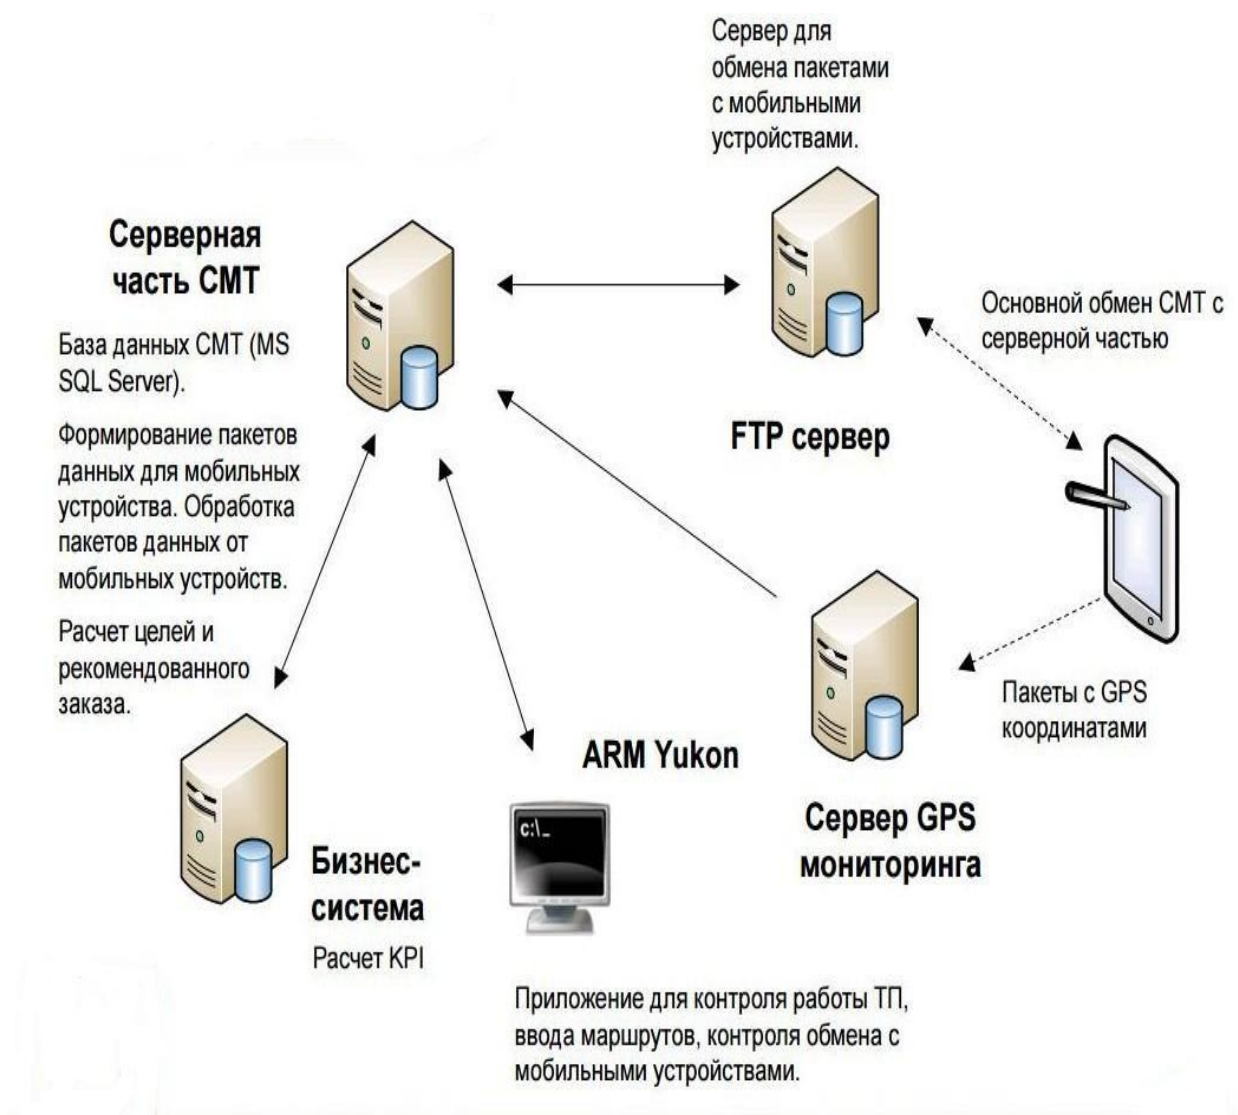 Сервер для
обмена пакетами
с мобильными
устройствами.
Серверная
часть СМТ
База данных СМТ (MS
SQL Server).
Формирование пакетов
данных для мобильных
устройства. Обработка
пакетов данных от
мобильных устройств.
Расчет целей и
рекомендованного
заказа.
Основной обмен СМТ с
серверной частью
FTP сервер
Пакеты с GPS
координатами
ARM Yukon
c:\_
Сервер GPS
мониторинга
Бизнес-
система
Расчет KPI
Приложение для контроля работы ТП,
ввода маршрутов, контроля обмена с
мобильными устройствами.